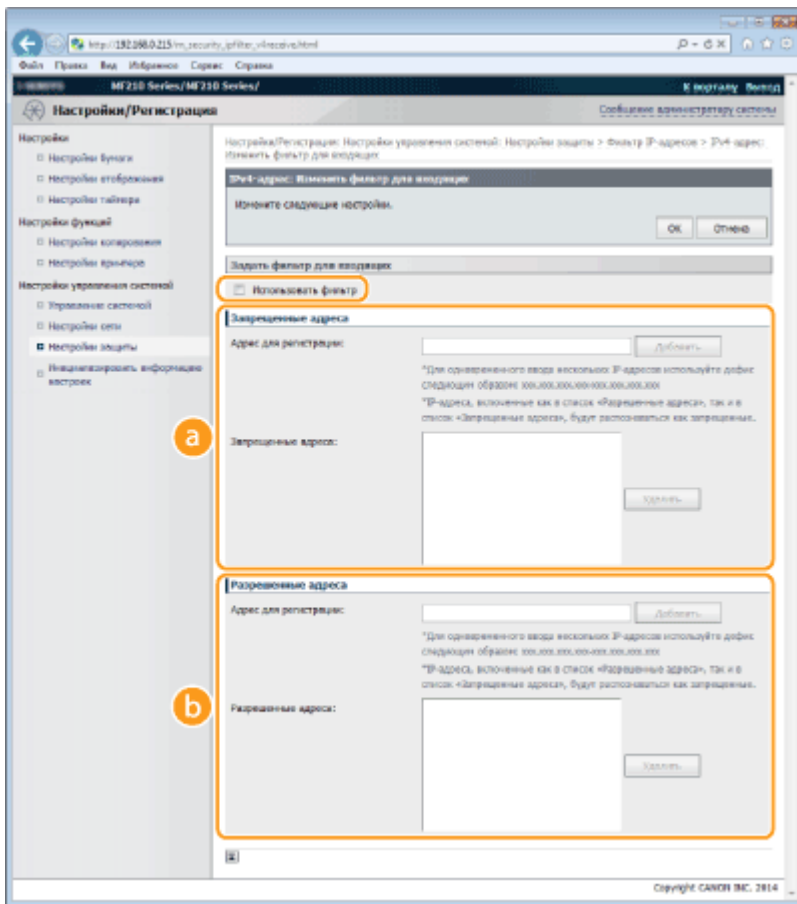 http://192.168.0.215/m_security_ipfilter_v4receive.html
Файл Правка Вид Избранное Сервис Справка
MF210 Series/MF210 Series/
К порталу Выход
Настройки/Регистрация
Сообщение администратору системы
Настройки
Настройки бумаги
Настройки отображения
Настройки таймера
Настройки функций
Настройки копирования
Настройки принтера
Настройки управления системой
Управление системой
Настройки сети
Настройки защиты
Инициализировать информацию
настроек
Настройки/Регистрация: Настройки управления системой: Настройки защиты > Фильтр IP-адресов > IPv4-адрес:
Изменить фильтр для входящих
IPv4-адрес: Изменить фильтр для входящих
Измените следующие настройки.
OK Отмена
Задать фильтр для входящих
Использовать фильтр
a
Запрещенные адреса
Адрес для регистрации:
Добавить
*Для одновременного ввода нескольких IP-адресов используйте дефис
следующим образом: xxx.xxx.xxx.xxx-xxx.xxx.xxx.xxx
*IP-адреса, включенные как в список «Разрешенные адреса», так и в
список «Запрещенные адреса», будут распознаваться как запрещенные.
Запрещенные адреса:
Удалить
b
Разрешенные адреса
Адрес для регистрации:
Добавить
*Для одновременного ввода нескольких IP-адресов используйте дефис
следующим образом: xxx.xxx.xxx.xxx-xxx.xxx.xxx.xxx
*IP-адреса, включенные как в список «Разрешенные адреса», так и в
список «Запрещенные адреса», будут распознаваться как запрещенные.
Разрешенные адреса:
Удалить
Copyright CANON INC. 2014